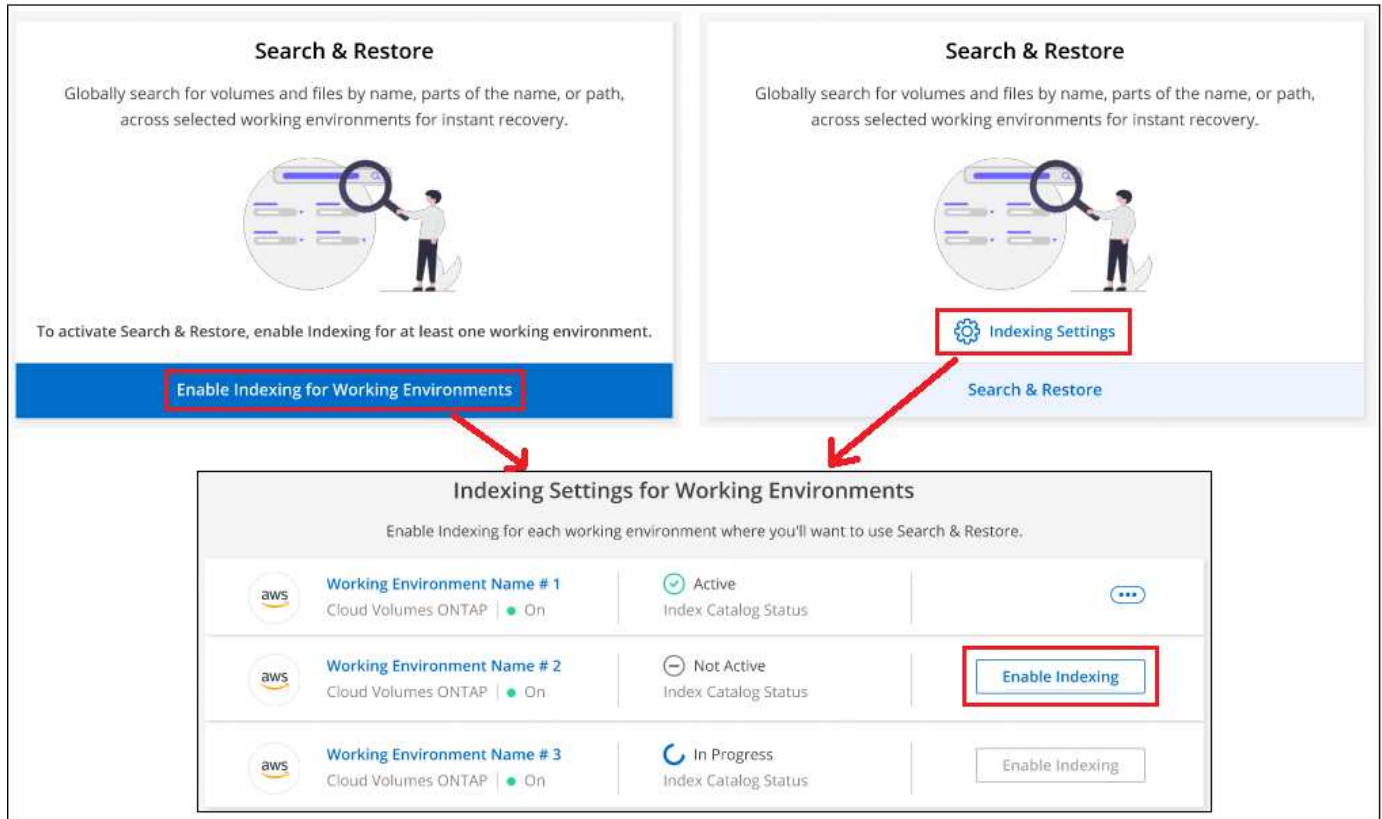 Search & Restore
Globally search for volumes and files by name, parts of the name, or path,
across selected working environments for instant recovery.
To activate Search & Restore, enable Indexing for at least one working environment.
Enable Indexing for Working Environments
Search & Restore
Globally search for volumes and files by name, parts of the name, or path,
across selected working environments for instant recovery.
Indexing Settings
Search & Restore
Indexing Settings for Working Environments
Enable Indexing for each working environment where you'll want to use Search & Restore.
aws
Working Environment Name # 1
Cloud Volumes ONTAP | On
Active
Index Catalog Status
aws
Working Environment Name # 2
Cloud Volumes ONTAP | On
Not Active
Index Catalog Status
Enable Indexing
aws
Working Environment Name # 3
Cloud Volumes ONTAP | On
In Progress
Index Catalog Status
Enable Indexing